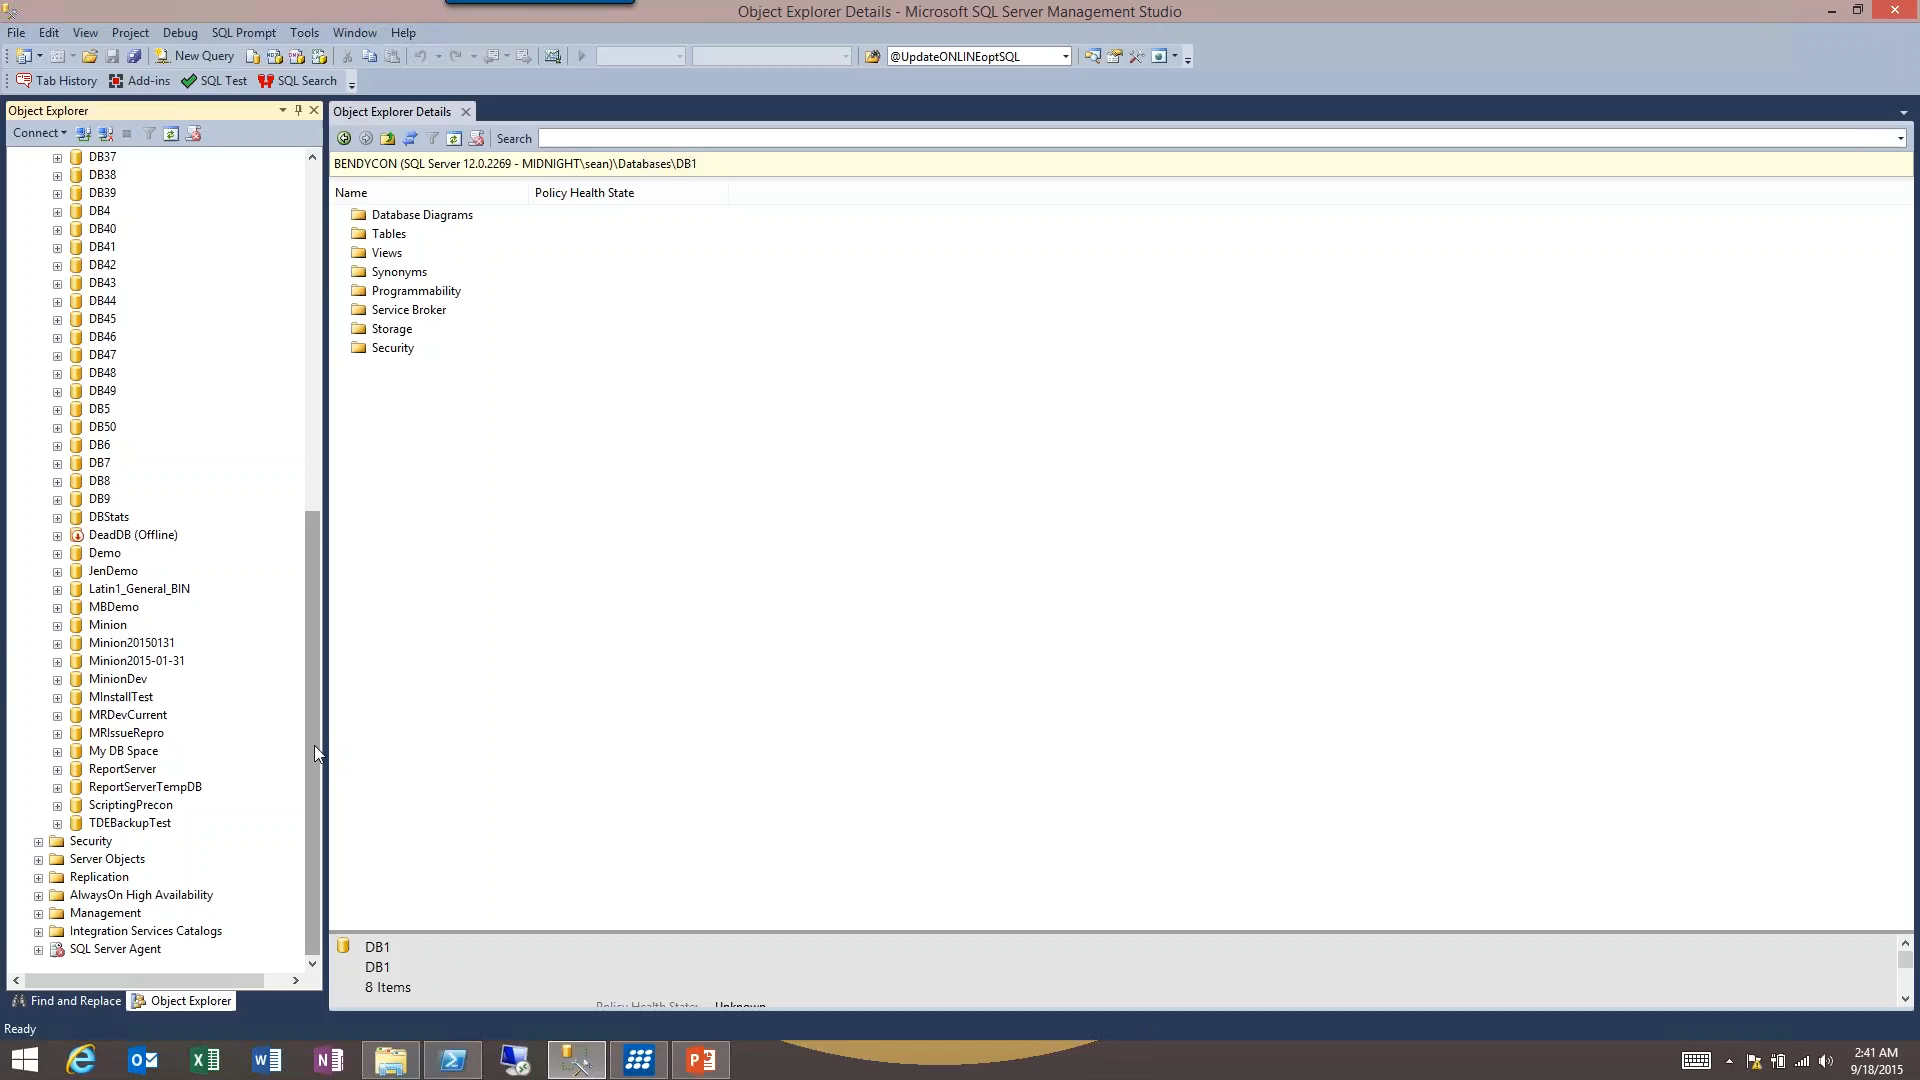 Object Explorer Details - Microsoft SQL Server Management Studio
File Edit View Project Debug SQL Prompt Tools Window Help
New Query @UpdateONLINEoptSQL
Tab History Add-ins SQL Test SQL Search
Object Explorer
Connect
DB37
DB38
DB39
DB4
DB40
DB41
DB42
DB43
DB44
DB45
DB46
DB47
DB48
DB49
DB5
DB50
DB6
DB7
DB8
DB9
DBStats
DeadDB (Offline)
Demo
JenDemo
Latin1_General_BIN
MBDemo
Minion
Minion20150131
Minion2015-01-31
MinionDev
MInstallTest
MRDevCurrent
MRIssueRepro
My DB Space
ReportServer
ReportServerTempDB
ScriptingPrecon
TDEBackupTest
Security
Server Objects
Replication
AlwaysOn High Availability
Management
Integration Services Catalogs
SQL Server Agent
Find and Replace Object Explorer
Object Explorer Details
Search
BENDYCON (SQL Server 12.0.2269 - MIDNIGHT\sean)\Databases\DB1
Name Policy Health State
Database Diagrams
Tables
Views
Synonyms
Programmability
Service Broker
Storage
Security
DB1
DB1
8 Items
Policy Health State: Unknown
Ready
2:41 AM
9/18/2015